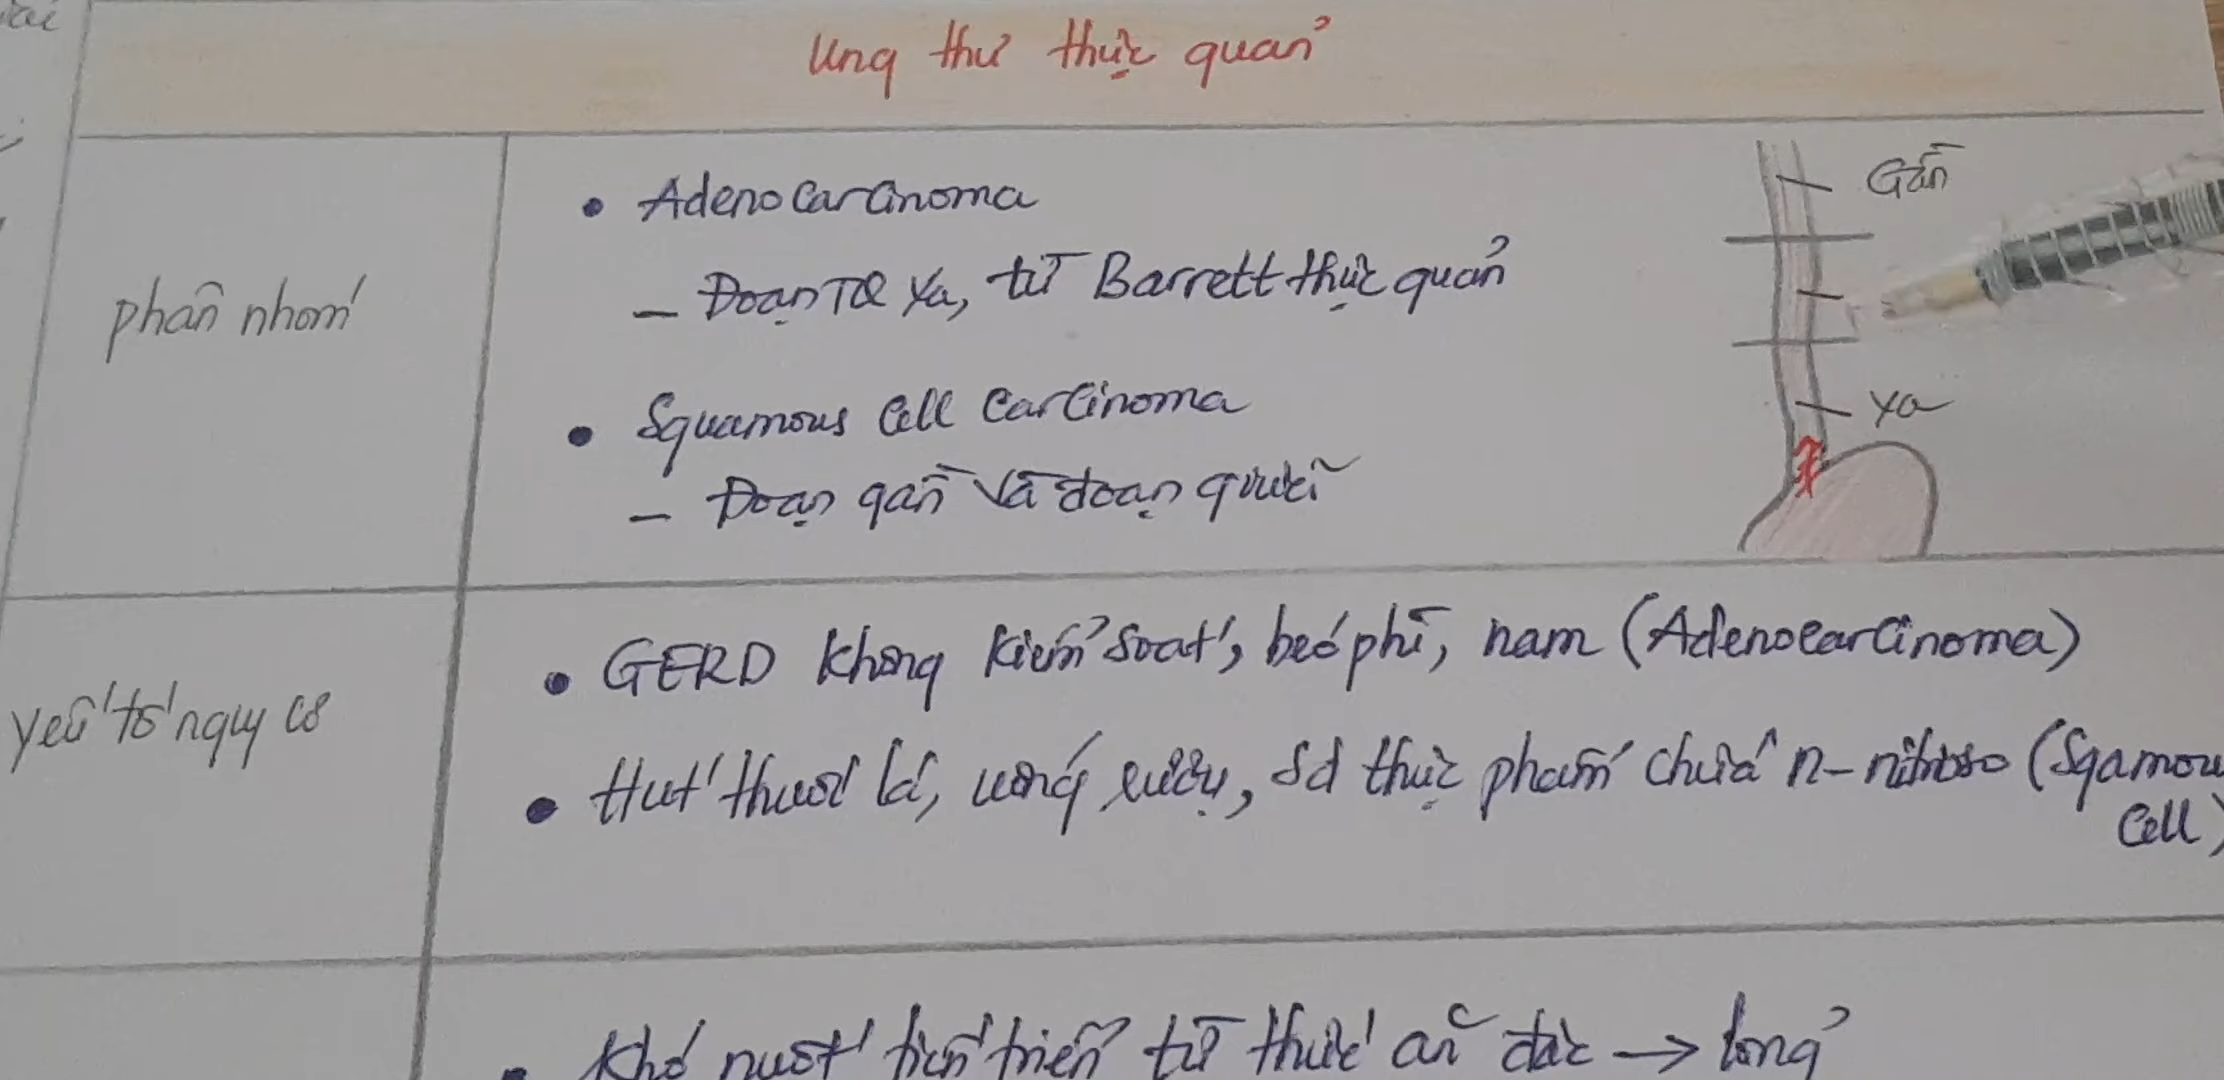 Ung thư thực quản
phân nhóm
• Adenocarcinoma
– Đoạn TQ xa, từ Barrett thực quản
• Squamous cell carcinoma
– Đoạn gần và đoạn giữa
Gần
xa
yếu tố nguy cơ
• GERD không kiểm soát, béo phì, nam (Adenocarcinoma)
• Hút thuốc lá, uống rượu, sd thực phẩm chứa n-nitroso (Sqamou
Cell)
• Khó nuốt tiến triển từ thức ăn đặc → lỏng